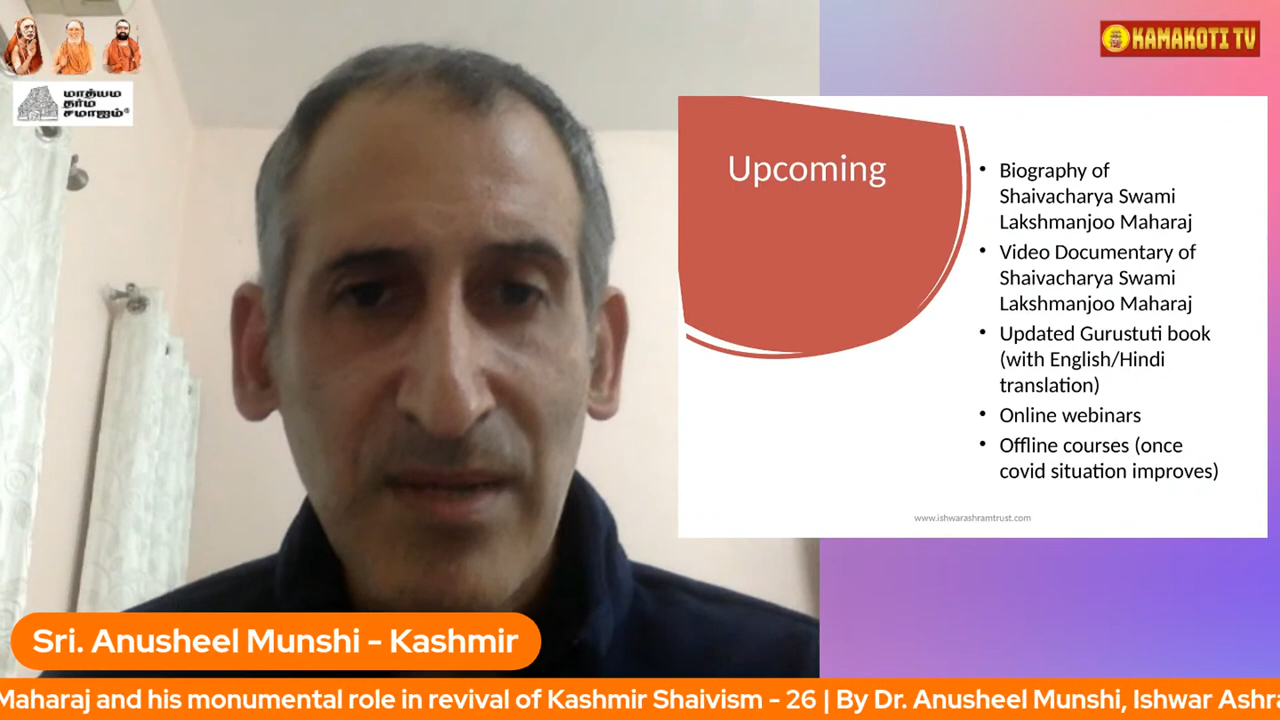 KAMAKOTI TV
மாத்யம
தர்ம
சமாஜம்®
Upcoming
• Biography of
Shaivacharya Swami
Lakshmanjoo Maharaj
• Video Documentary of
Shaivacharya Swami
Lakshmanjoo Maharaj
• Updated Gurustuti book
(with English/Hindi
translation)
• Online webinars
• Offline courses (once
covid situation improves)
www.ishwarashramtrust.com
Sri. Anusheel Munshi - Kashmir
Maharaj and his monumental role in revival of Kashmir Shaivism - 26 | By Dr. Anusheel Munshi, Ishwar Ashra